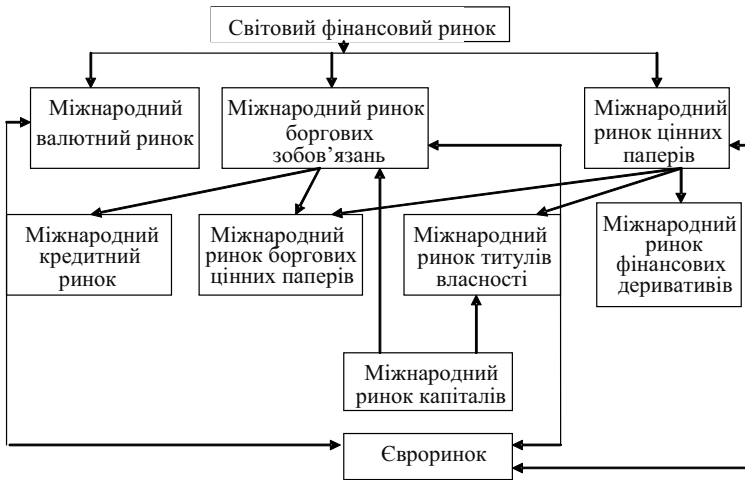 Світовий фінансовий ринок
Міжнародний
валютний ринок
Міжнародний ринок
боргових
зобов’язань
Міжнародний
ринок цінних
паперів
Міжнародний
кредитний
ринок
Міжнародний
ринок боргових
цінних паперів
Міжнародний
ринок титулів
власності
Міжнародний
ринок
фінансових
деривативів
Міжнародний
ринок капіталів
Євроринок